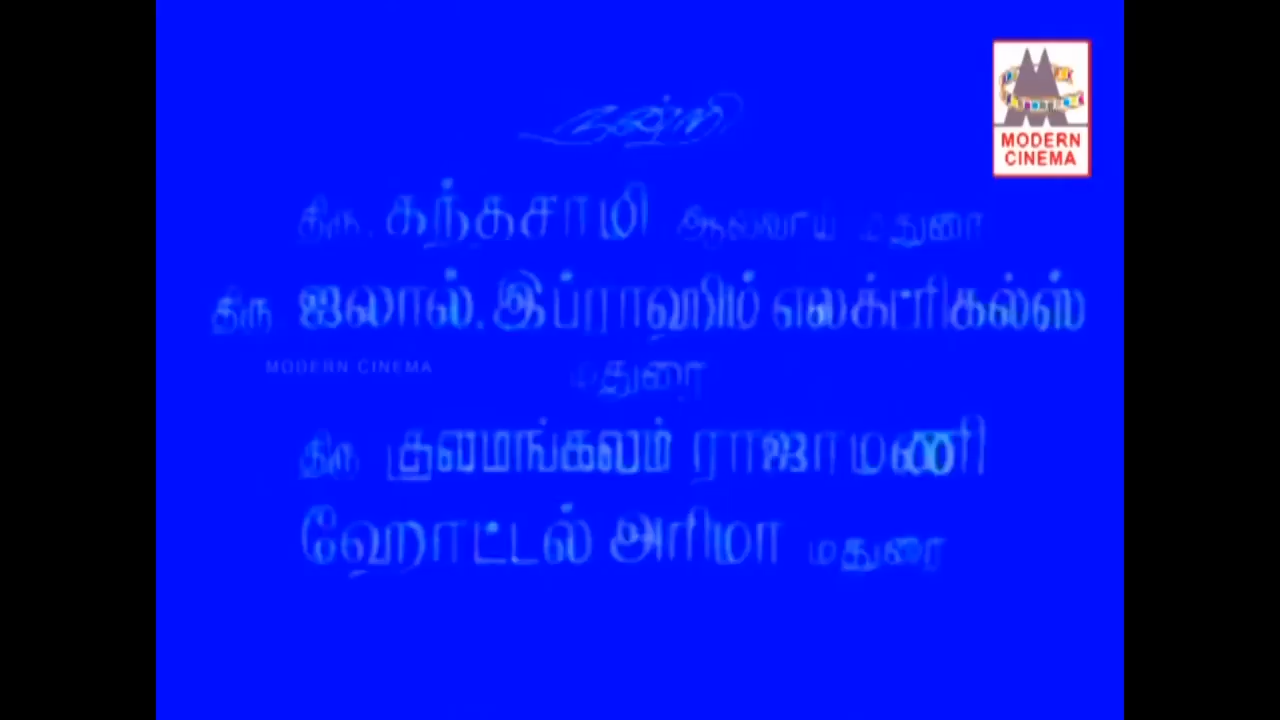 நன்றி
திரு. கந்தசாமி ஆலவாய் மதுரை
திரு ஜலால். இப்ராஹிம் எலக்ட்ரிகல்ஸ்
மதுரை
திரு குலமங்கலம் ராஜாமணி
ஹோட்டல் அரிமா மதுரை
MODERN CINEMA
MODERN
CINEMA